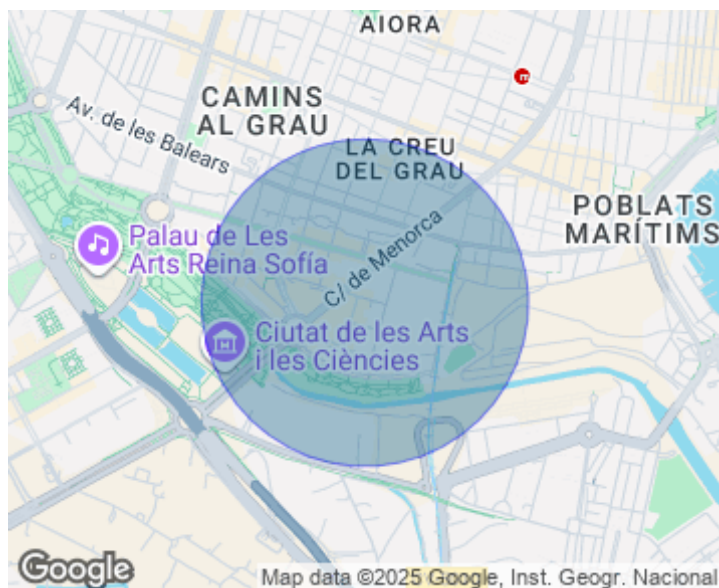 AIORA
CAMINS
AL GRAU
Av. de les Balears
LA CREU
DEL GRAU
POBLATS
MARÍTIMS
Palau de Les
Arts Reina Sofía
C/ de Menorca
Ciutat de les Arts
i les Ciències
Google
Map data ©2025 Google, Inst. Geogr. Nacional